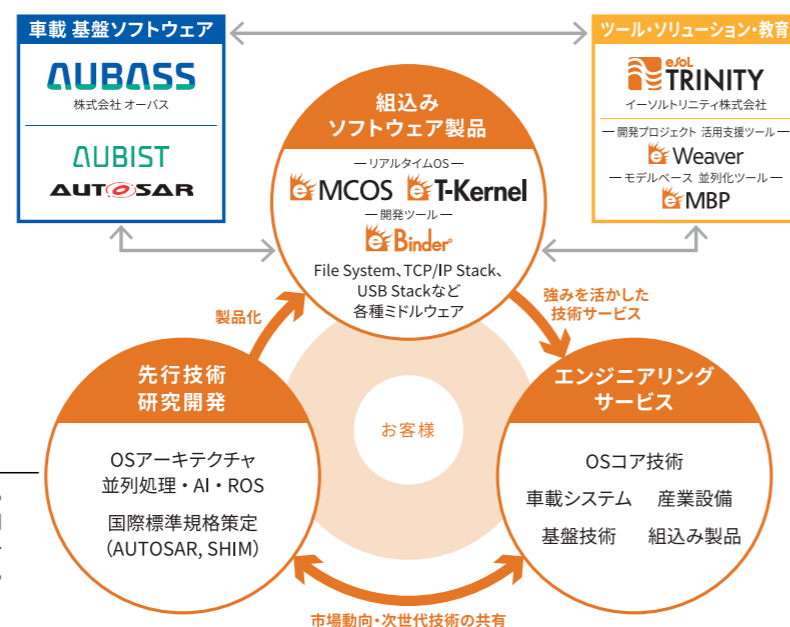 車載 基盤ソフトウェア
AUBASS
株式会社 オーバス
AUBIST
AUTOSAR
ツール・ソリューション・教育
eSOL
TRINITY
イーソルトリニティ株式会社
開発プロジェクト 活用支援ツール
e Weaver
モデルベース 並列化ツール
e MBP
組込み
ソフトウェア製品
リアルタイムOS
e MCOS e T-Kernel
開発ツール
e Binder®
File System、TCP/IP Stack、
USB Stackなど
各種ミドルウェア
製品化
強みを活かした
技術サービス
先行技術
研究開発
OSアーキテクチャ
並列処理・AI・ROS
国際標準規格策定
（AUTOSAR, SHIM）
お客様
エンジニアリング
サービス
OSコア技術
車載システム 産業設備
基盤技術 組込み製品
市場動向・次世代技術の共有